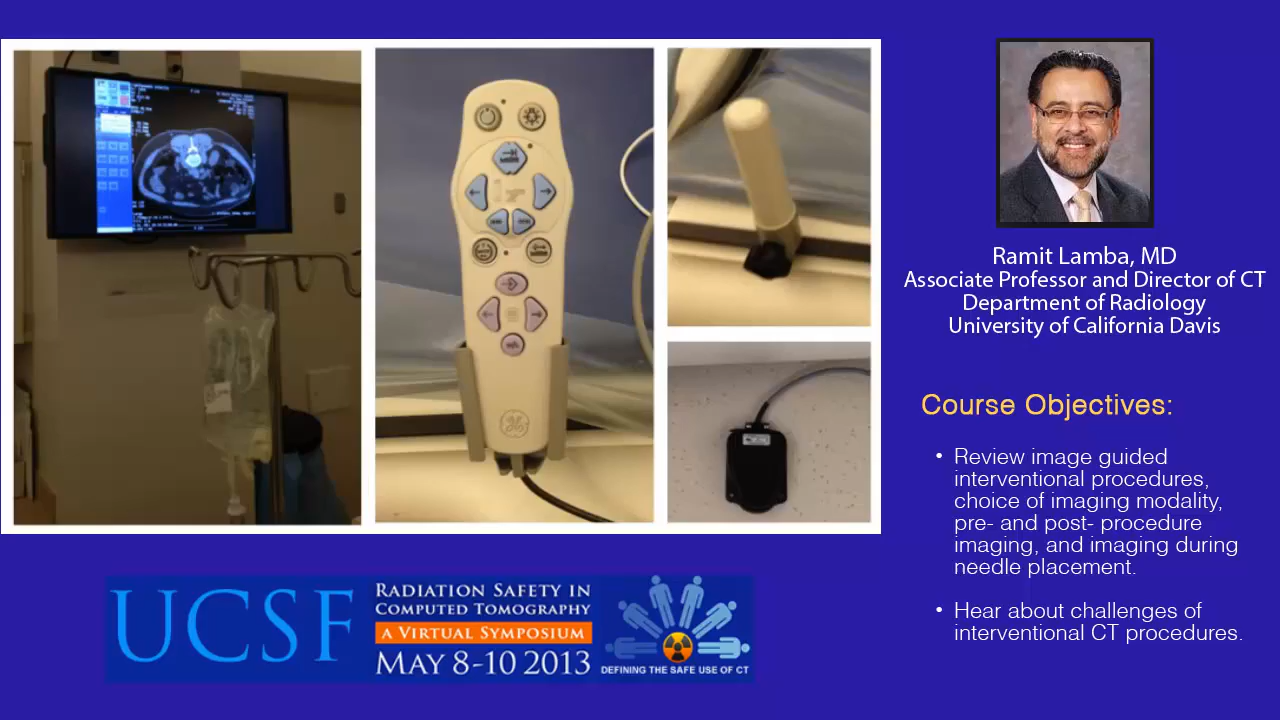 Ramit Lamba, MD
Associate Professor and Director of CT
Department of Radiology
University of California Davis
Course Objectives:
• Review image guided
interventional procedures,
choice of imaging modality,
pre- and post- procedure
imaging, and imaging during
needle placement.
• Hear about challenges of
interventional CT procedures.
UCSF
RADIATION SAFETY IN
COMPUTED TOMOGRAPHY
A VIRTUAL SYMPOSIUM
MAY 8-10 2013
DEFINING THE SAFE USE OF CT